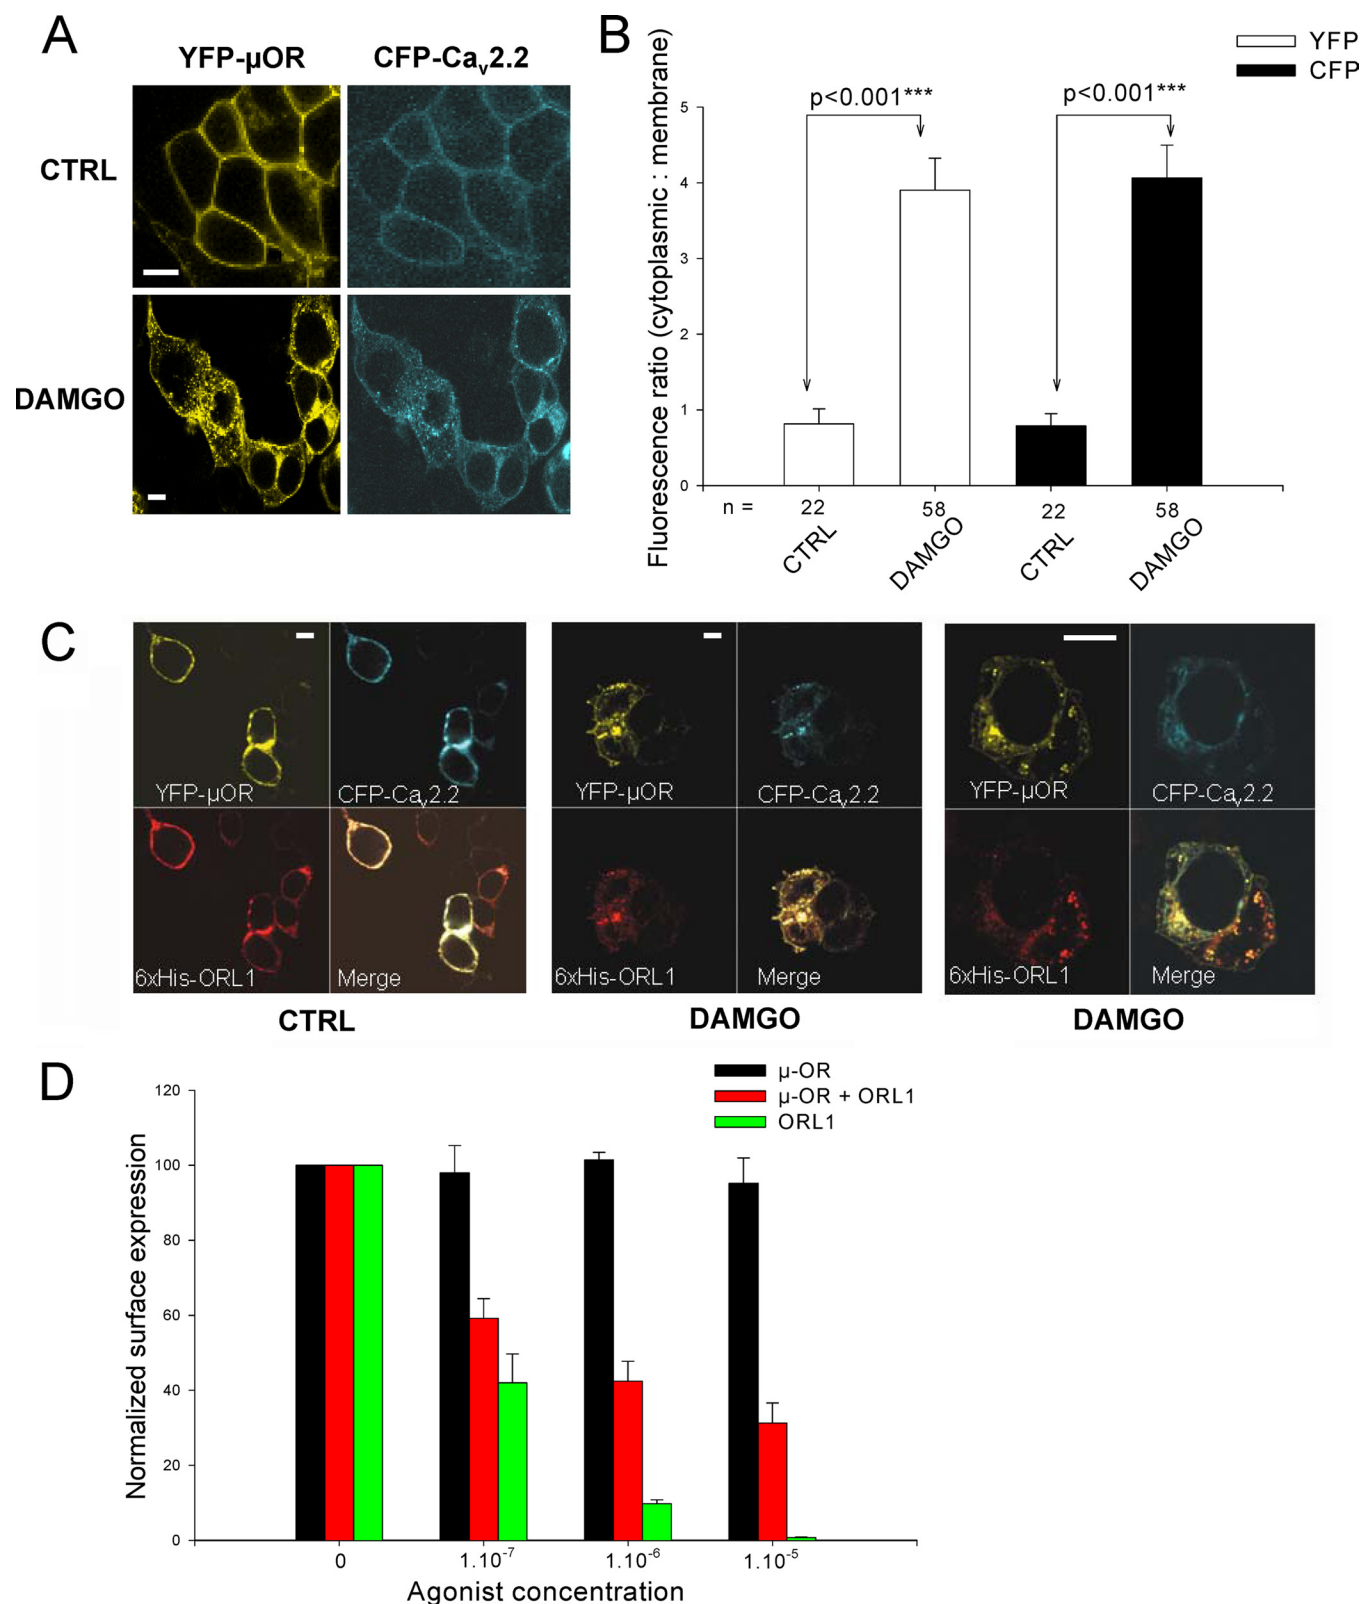 A
YFP-µOR
CFP-Caᵥ2.2
CTRL
DAMGO
B
YFP
CFP
p<0.001***
p<0.001***
Fluorescence ratio (cytoplasmic : membrane)
5
4
3
2
1
0
n =
22
58
22
58
CTRL
DAMGO
CTRL
DAMGO
C
YFP-µOR
CFP-Caᵥ2.2
6xHis-ORL1
Merge
CTRL
YFP-µOR
CFP-Caᵥ2.2
6xHis-ORL1
Merge
DAMGO
YFP-µOR
CFP-Caᵥ2.2
6xHis-ORL1
Merge
DAMGO
D
µ-OR
µ-OR + ORL1
ORL1
Normalized surface expression
120
100
80
60
40
20
0
0
1.10⁻⁷
1.10⁻⁶
1.10⁻⁵
Agonist concentration